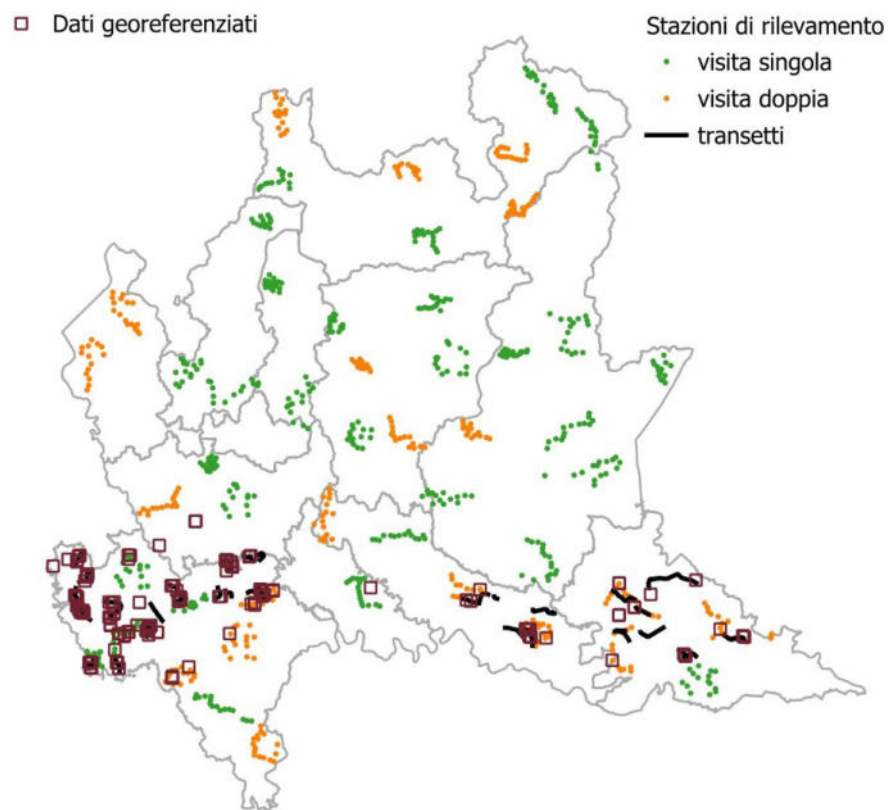 Dati georeferenziati
Stazioni di rilevamento
visita singola
visita doppia
transetti